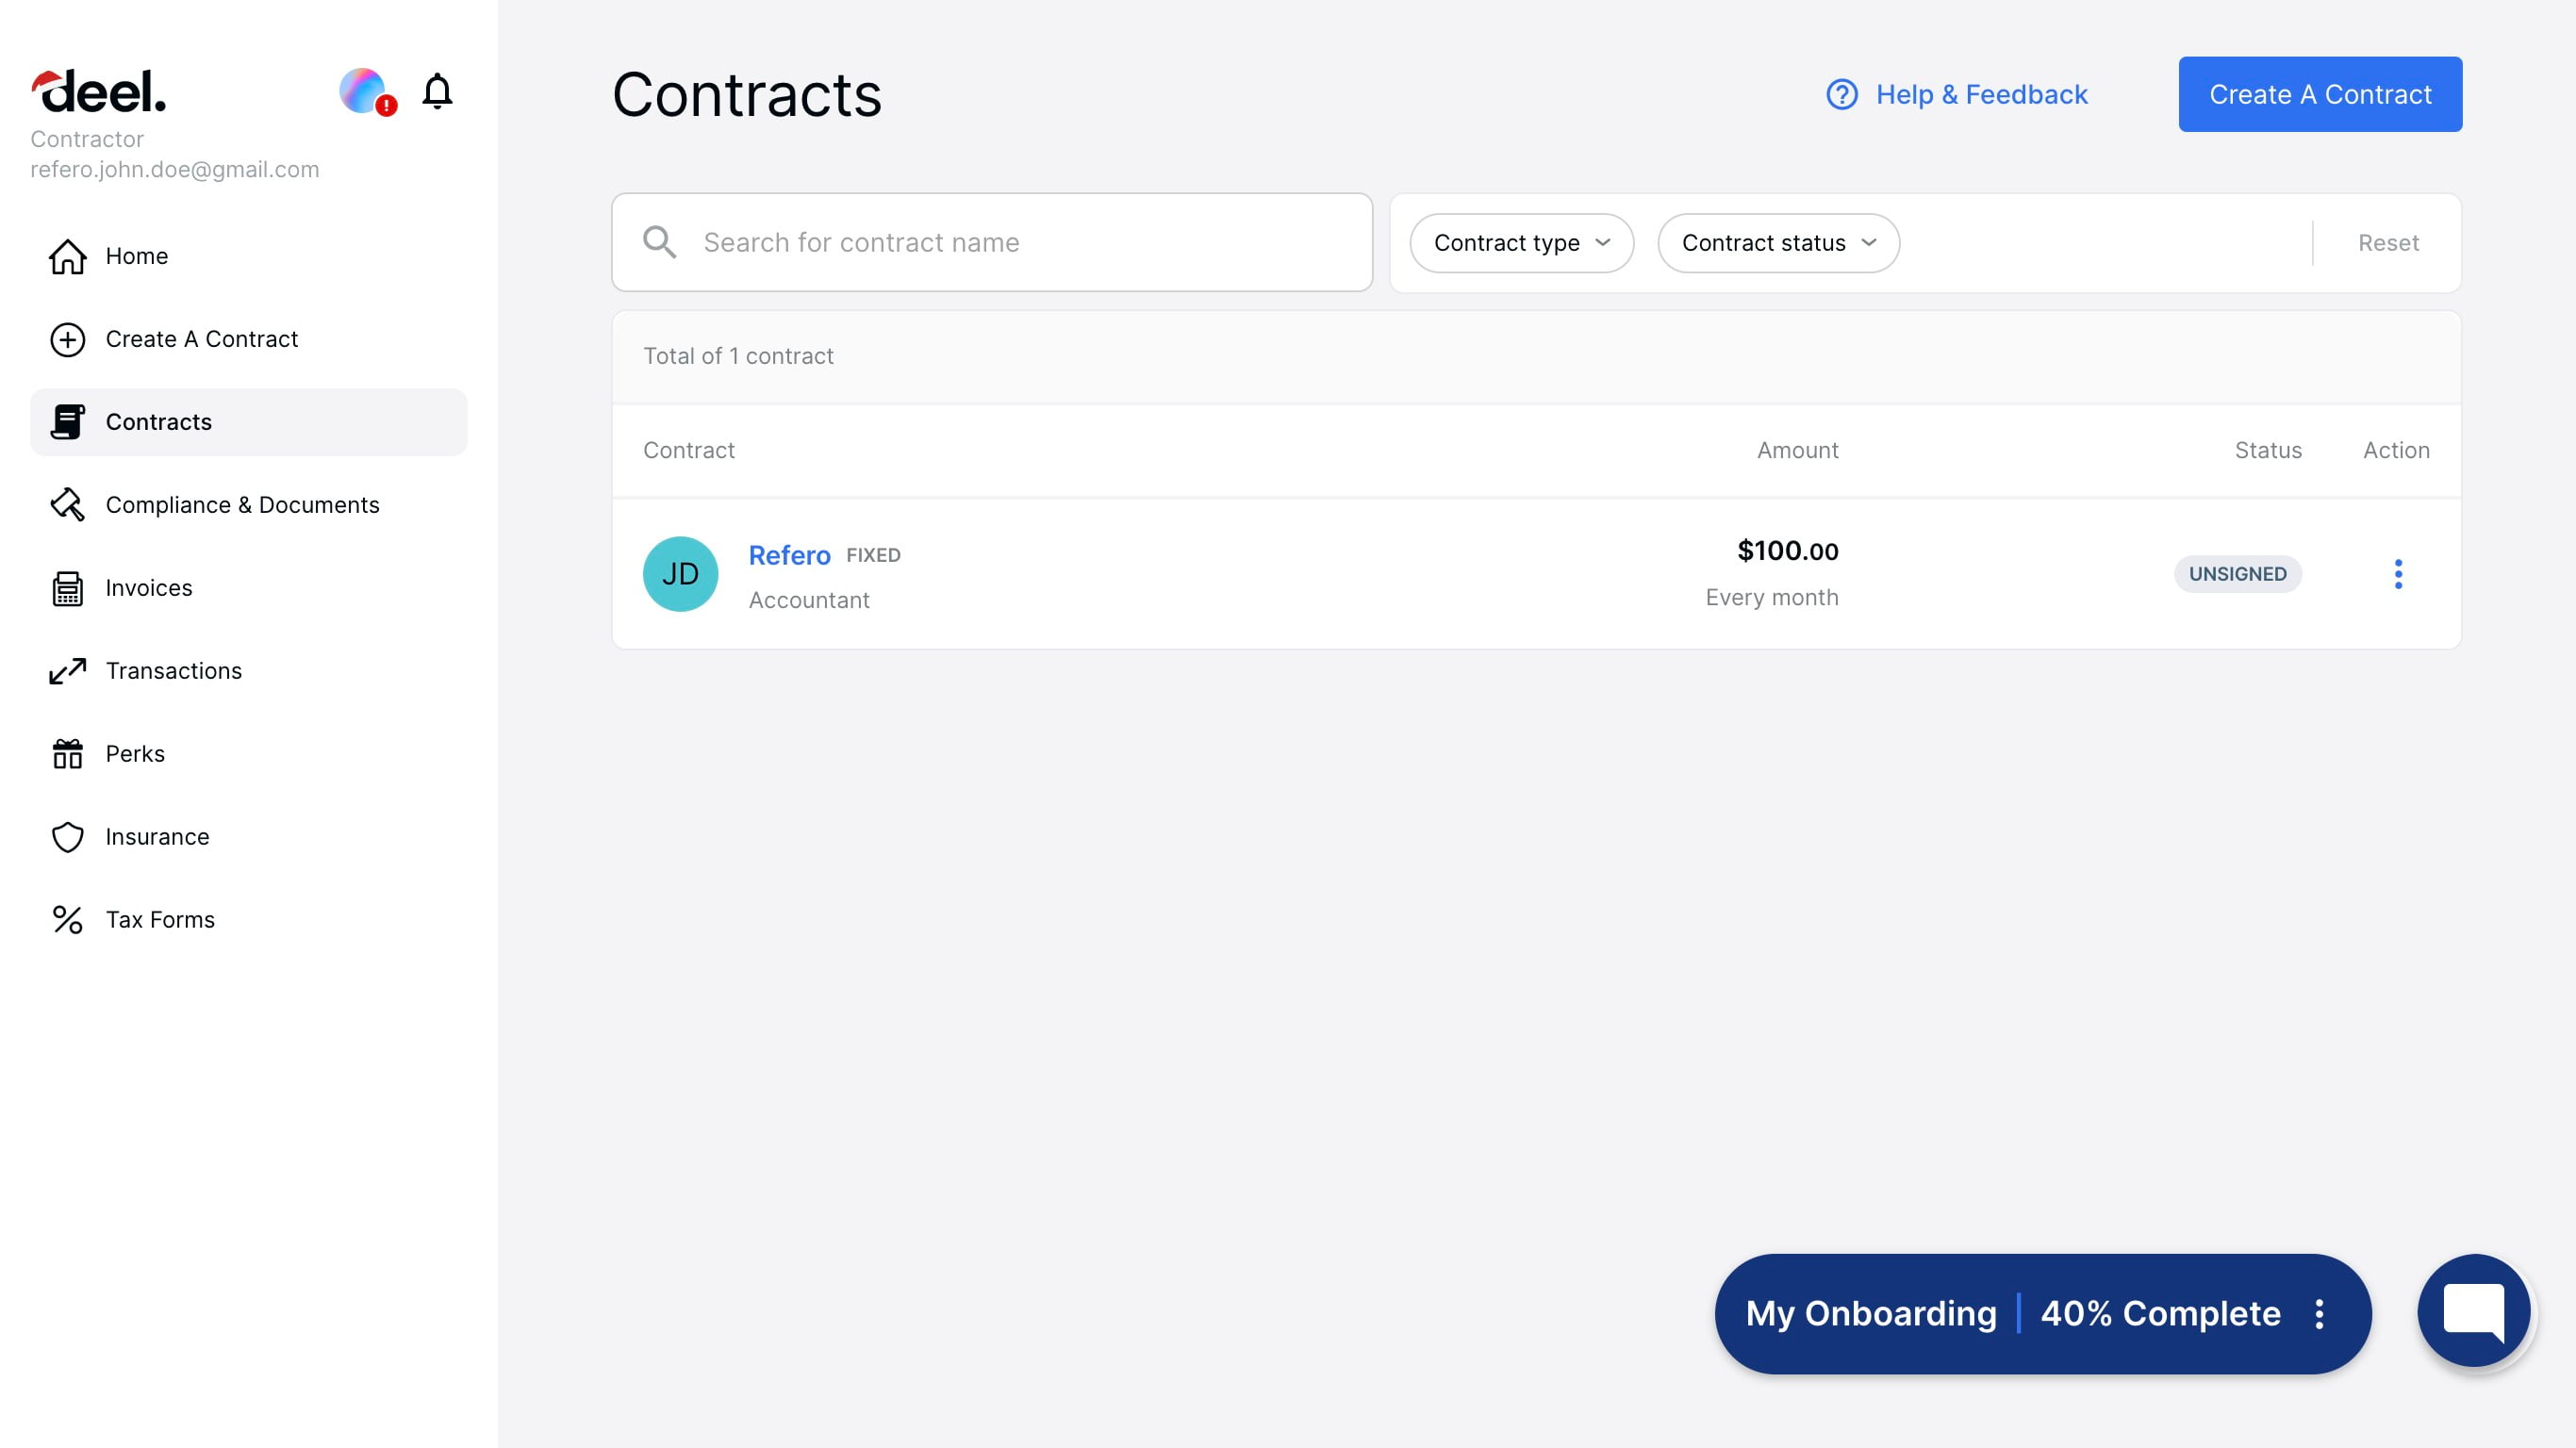 deel.
Contractor
refero.john.doe@gmail.com
Home
Create A Contract
Contracts
Compliance & Documents
Invoices
Transactions
Perks
Insurance
Tax Forms
Contracts
Help & Feedback
Create A Contract
Search for contract name
Contract type
Contract status
Reset
Total of 1 contract
Contract Amount Status Action
JD
Refero FIXED
Accountant
$100.00
Every month
UNSIGNED
My Onboarding 40% Complete